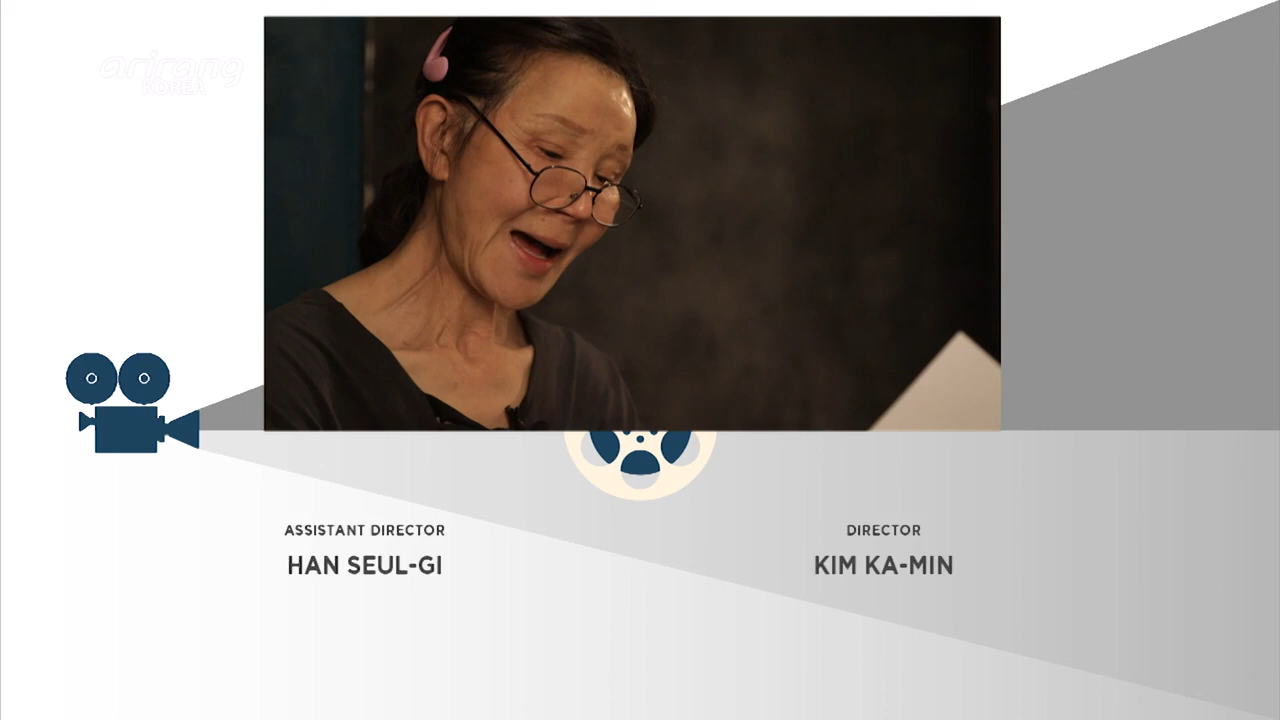 arirang
KOREA
ASSISTANT DIRECTOR
HAN SEUL-GI
DIRECTOR
KIM KA-MIN